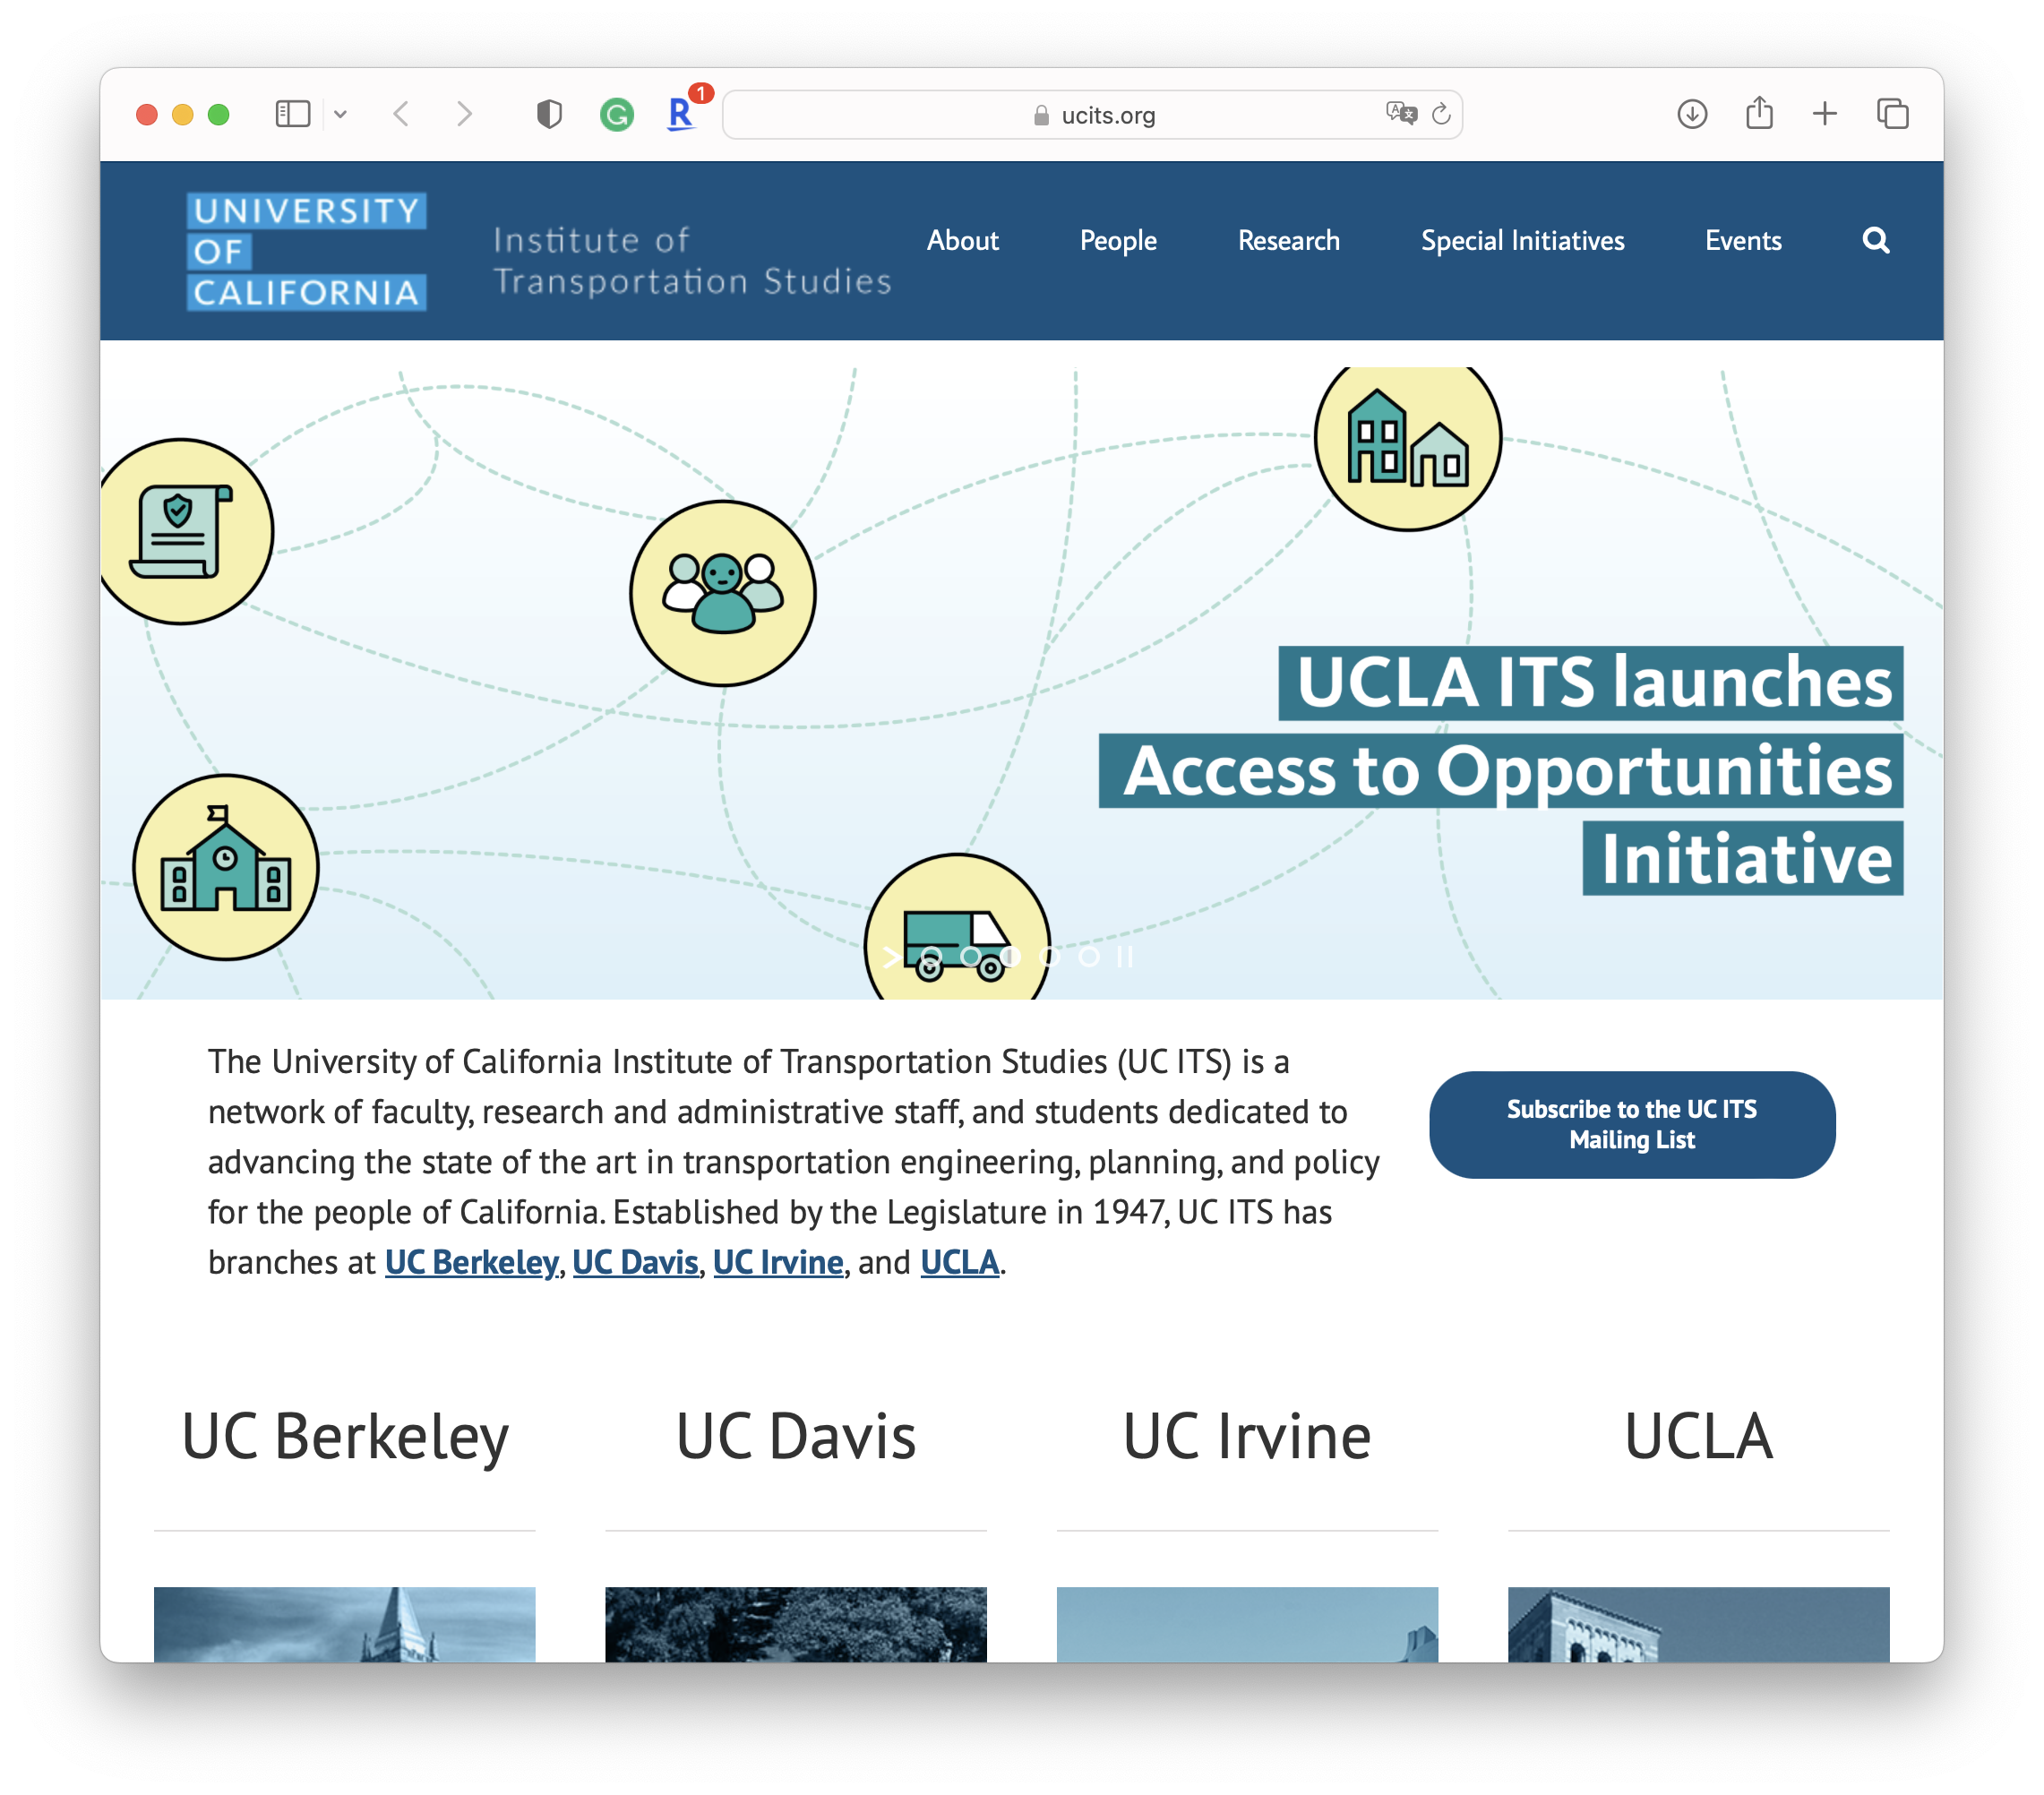 1
ucits.org
UNIVERSITY
OF
CALIFORNIA
Institute of
Transportation Studies
About People Research Special Initiatives Events
UCLA ITS launches
Access to Opportunities
Initiative
The University of California Institute of Transportation Studies (UC ITS) is a
network of faculty, research and administrative staff, and students dedicated to
advancing the state of the art in transportation engineering, planning, and policy
for the people of California. Established by the Legislature in 1947, UC ITS has
branches at UC Berkeley, UC Davis, UC Irvine, and UCLA.
Subscribe to the UC ITS
Mailing List
UC Berkeley UC Davis UC Irvine UCLA